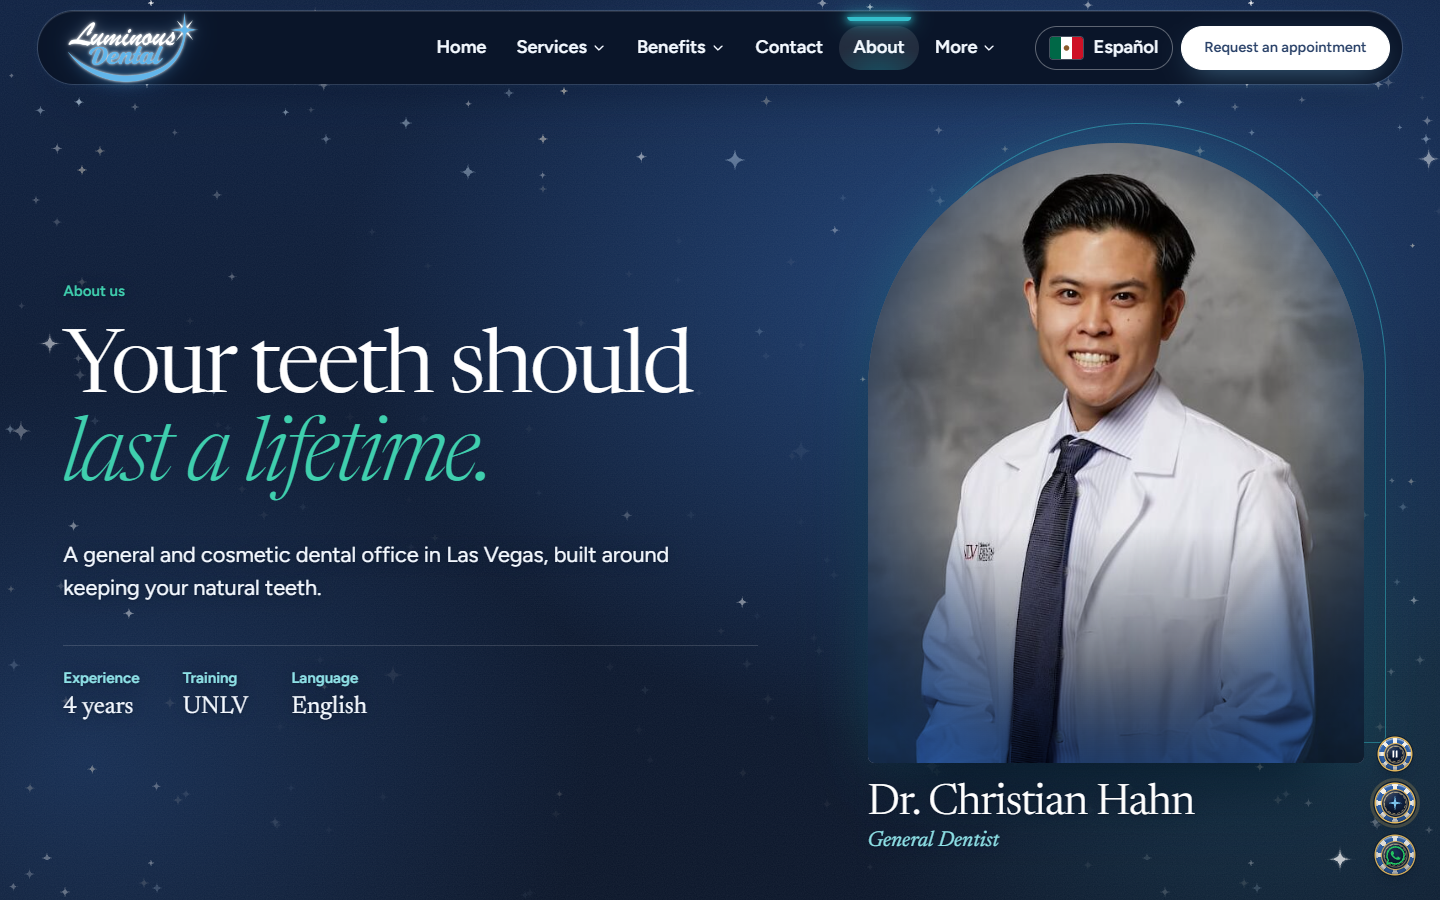 Luminous
Dental
Home
Services
Benefits
Contact
About
More
Español
Request an appointment
About us
Your teeth should
last a lifetime.
A general and cosmetic dental office in Las Vegas, built around
keeping your natural teeth.
Experience
Training
Language
4 years
UNLV
English
Dr. Christian Hahn
General Dentist